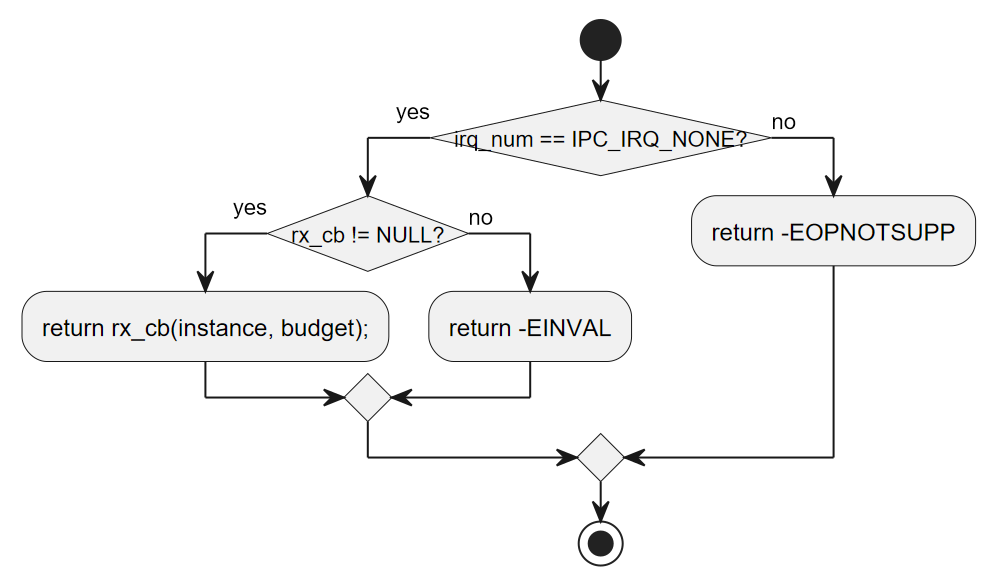 irq_num == IPC_IRQ_NONE?
yes
no
rx_cb != NULL?
yes
no
return -EOPNOTSUPP
return rx_cb(instance, budget);
return -EINVAL